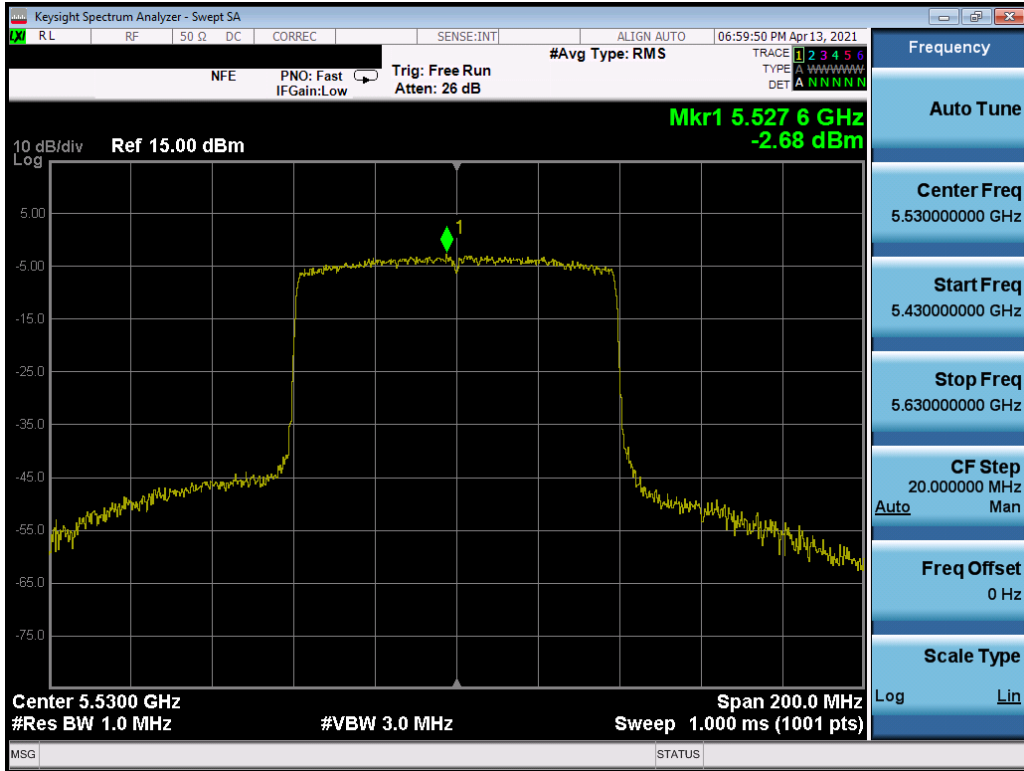 Keysight Spectrum Analyzer - Swept SA
LXI RL RF 50 Ω DC CORREC SENSE:INT ALIGN AUTO 06:59:50 PM Apr 13, 2021
NFE PNO: Fast IFGain:Low
Trig: Free Run
Atten: 26 dB
#Avg Type: RMS
TRACE 1 2 3 4 5 6
TYPE A WWWWW
DET A N N N N N
Mkr1 5.527 6 GHz
-2.68 dBm
10 dB/div Ref 15.00 dBm
Log
1
5.00
-5.00
-15.0
-25.0
-35.0
-45.0
-55.0
-65.0
-75.0
Center 5.5300 GHz Span 200.0 MHz
#Res BW 1.0 MHz #VBW 3.0 MHz Sweep 1.000 ms (1001 pts)
MSG STATUS
Frequency
Auto Tune
Center Freq
5.530000000 GHz
Start Freq
5.430000000 GHz
Stop Freq
5.630000000 GHz
CF Step
20.000000 MHz
Auto Man
Freq Offset
0 Hz
Scale Type
Log Lin